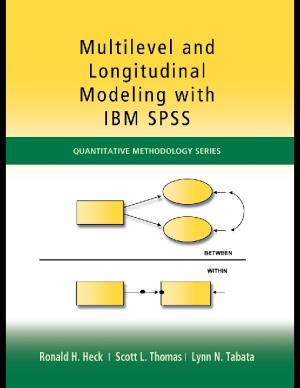 Multilevel and
Longitudinal
Modeling with
IBM SPSS
QUANTITATIVE METHODOLOGY SERIES
BETWEEN
WITHIN
Ronald H. Heck | Scott L. Thomas | Lynn N. Tabata